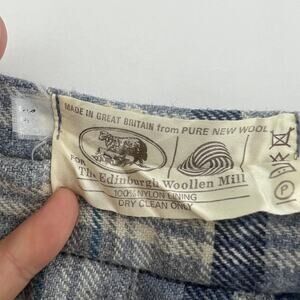 MADE IN GREAT BRITAIN from PURE NEW WOOL
FOR
The Edinburgh Woollen Mill
100% NYLON LINING
DRY CLEAN ONLY
P